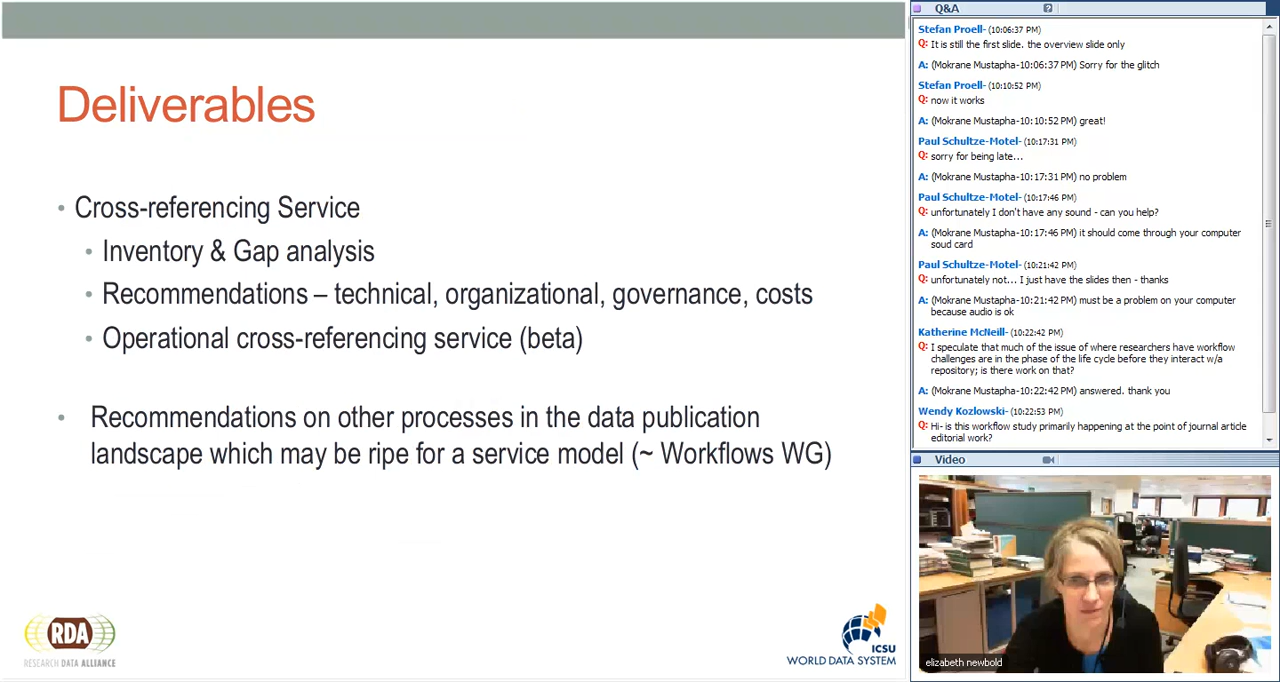 Deliverables
• Cross-referencing Service
• Inventory & Gap analysis
• Recommendations – technical, organizational, governance, costs
• Operational cross-referencing service (beta)
• Recommendations on other processes in the data publication
landscape which may be ripe for a service model (~ Workflows WG)
RDA
RESEARCH DATA ALLIANCE
ICSU
WORLD DATA SYSTEM
Q&A
Stefan Proell- (10:06:37 PM)
Q: It is still the first slide. the overview slide only
A: (Mokrane Mustapha-10:06:37 PM) Sorry for the glitch
Stefan Proell- (10:10:52 PM)
Q: now it works
A: (Mokrane Mustapha-10:10:52 PM) great!
Paul Schultze-Motel- (10:17:31 PM)
Q: sorry for being late...
A: (Mokrane Mustapha-10:17:31 PM) no problem
Paul Schultze-Motel- (10:17:46 PM)
Q: unfortunately I don't have any sound - can you help?
A: (Mokrane Mustapha-10:17:46 PM) it should come through your computer
soud card
Paul Schultze-Motel- (10:21:42 PM)
Q: unfortunately not... I just have the slides then - thanks
A: (Mokrane Mustapha-10:21:42 PM) must be a problem on your computer
because audio is ok
Katherine McNeill- (10:22:42 PM)
Q: I speculate that much of the issue of where researchers have workflow
challenges are in the phase of the life cycle before they interact w/a
repository; is there work on that?
A: (Mokrane Mustapha-10:22:42 PM) answered. thank you
Wendy Kozlowski- (10:22:53 PM)
Q: Hi- is this workflow study primarily happening at the point of journal article
editorial work?
Video
elizabeth newbold